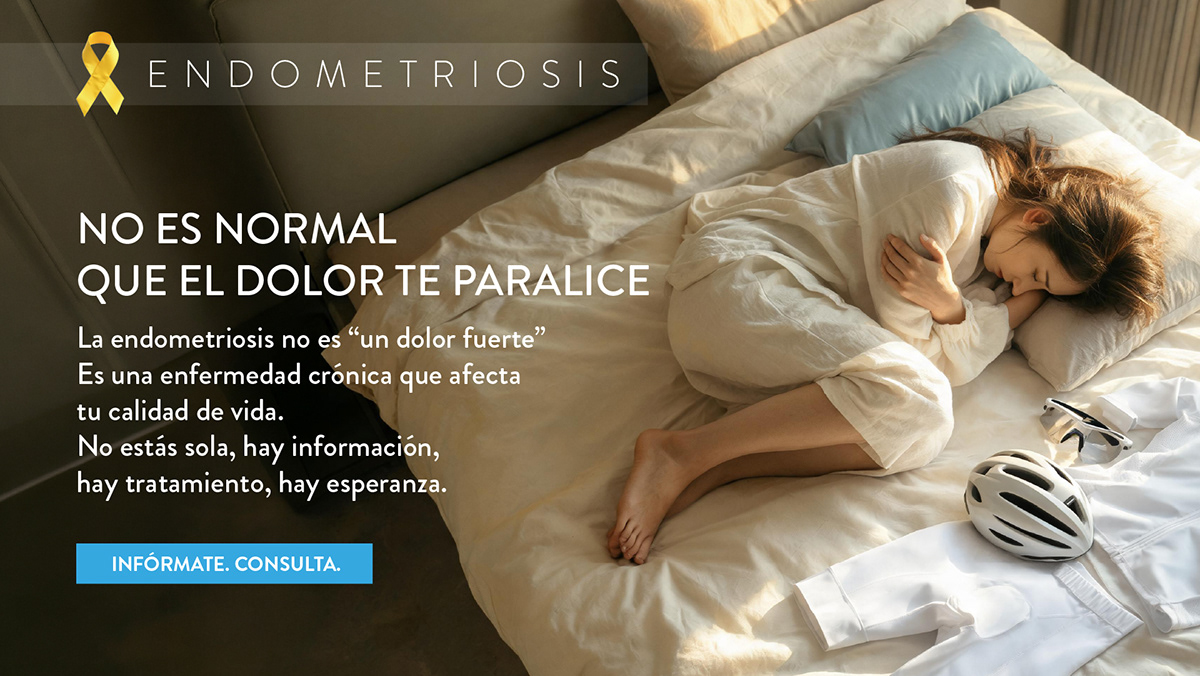 ENDOMETRIOSIS
NO ES NORMAL
QUE EL DOLOR TE PARALICE
La endometriosis no es “un dolor fuerte”
Es una enfermedad crónica que afecta
tu calidad de vida.
No estás sola, hay información,
hay tratamiento, hay esperanza.
INFÓRMATE. CONSULTA.